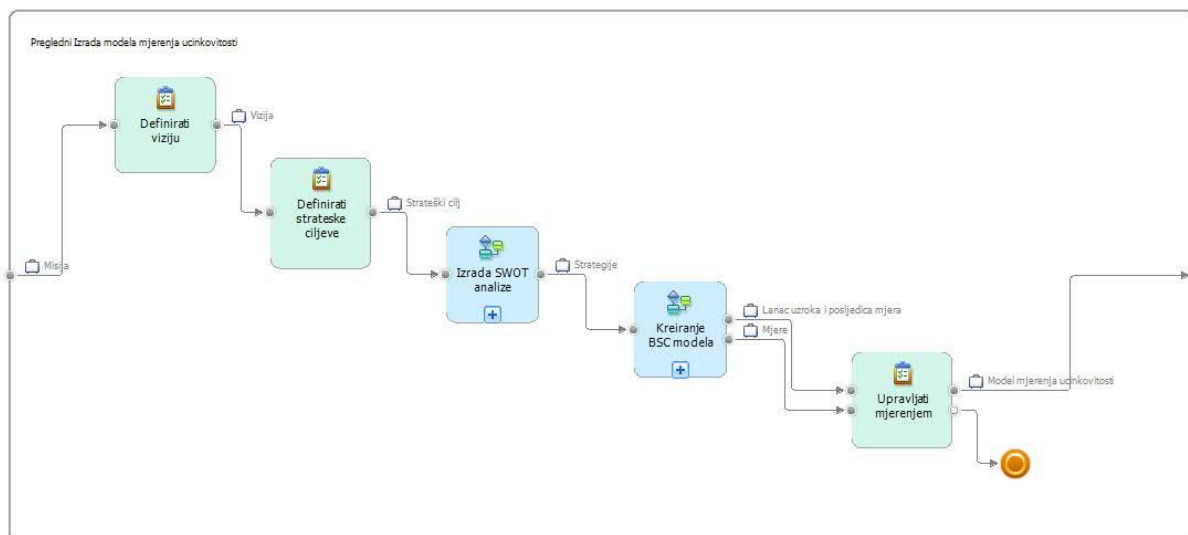 Pregledni Izrada modela mjerenja ucinkovitosti
Definirati
viziju
Vizija
Definirati
strateske
ciljeve
Strateški cilj
Misija
Izrada SWOT
analize
Strategije
Kreiranje
BSC modela
Lanac uzroka i posljedica mjera
Mjere
Upravljati
mjerenjem
Model mjerenja ucinkovitosti